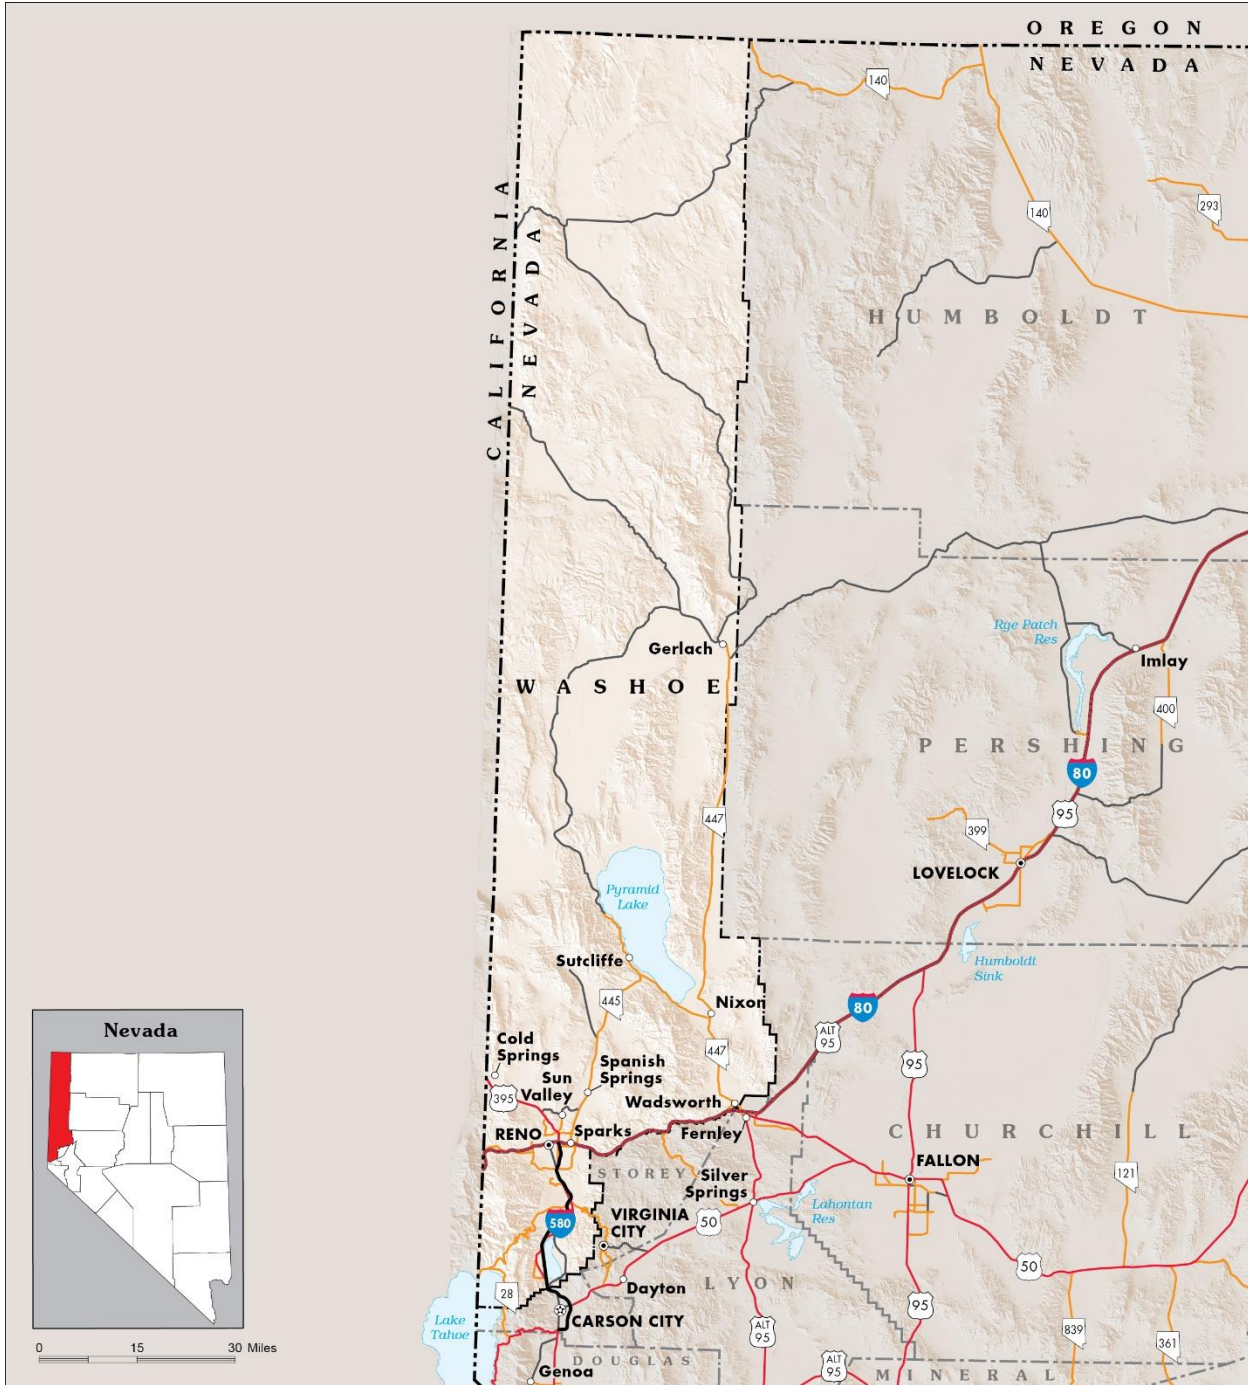 OREGON
NEVADA
140
CALIFORNIA
NEVADA
140
293
HUMBOLDT
Rye Patch
Res
Gerlach
Imlay
WASHOE
400
PERSHING
80
447
95
399
LOVELOCK
Pyramid
Lake
Sutcliffe
Humboldt
Sink
445
Nixon
80
ALT
95
Nevada
Cold
Springs
447
95
Spanish
Springs
Sun
Valley
395
Wadsworth
RENO
Sparks
Fernley
CHURCHILL
STOREY
FALLON
Silver
Springs
121
Lahontan
Res
VIRGINIA
CITY
580
50
50
Dayton
LYON
28
CARSON CITY
95
Lake
Tahoe
ALT
95
839
361
0 15 30 Miles
DOUGLAS
Genoa
ALT
95
MINERAL